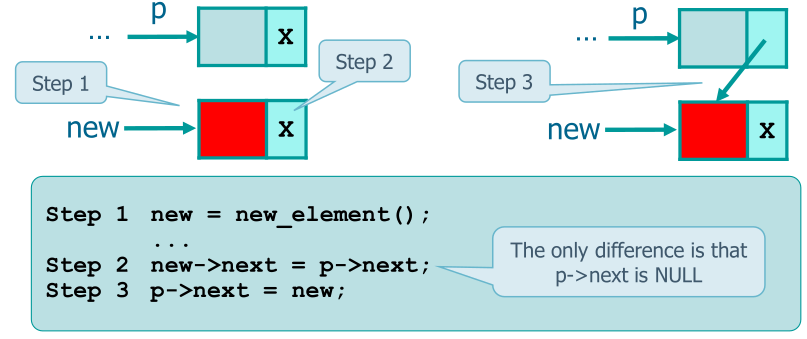 p
... x
Step 1
Step 2
new x
p
...
Step 3
new x
Step 1 new = new_element();
...
Step 2 new->next = p->next;
Step 3 p->next = new;
The only difference is that
p->next is NULL